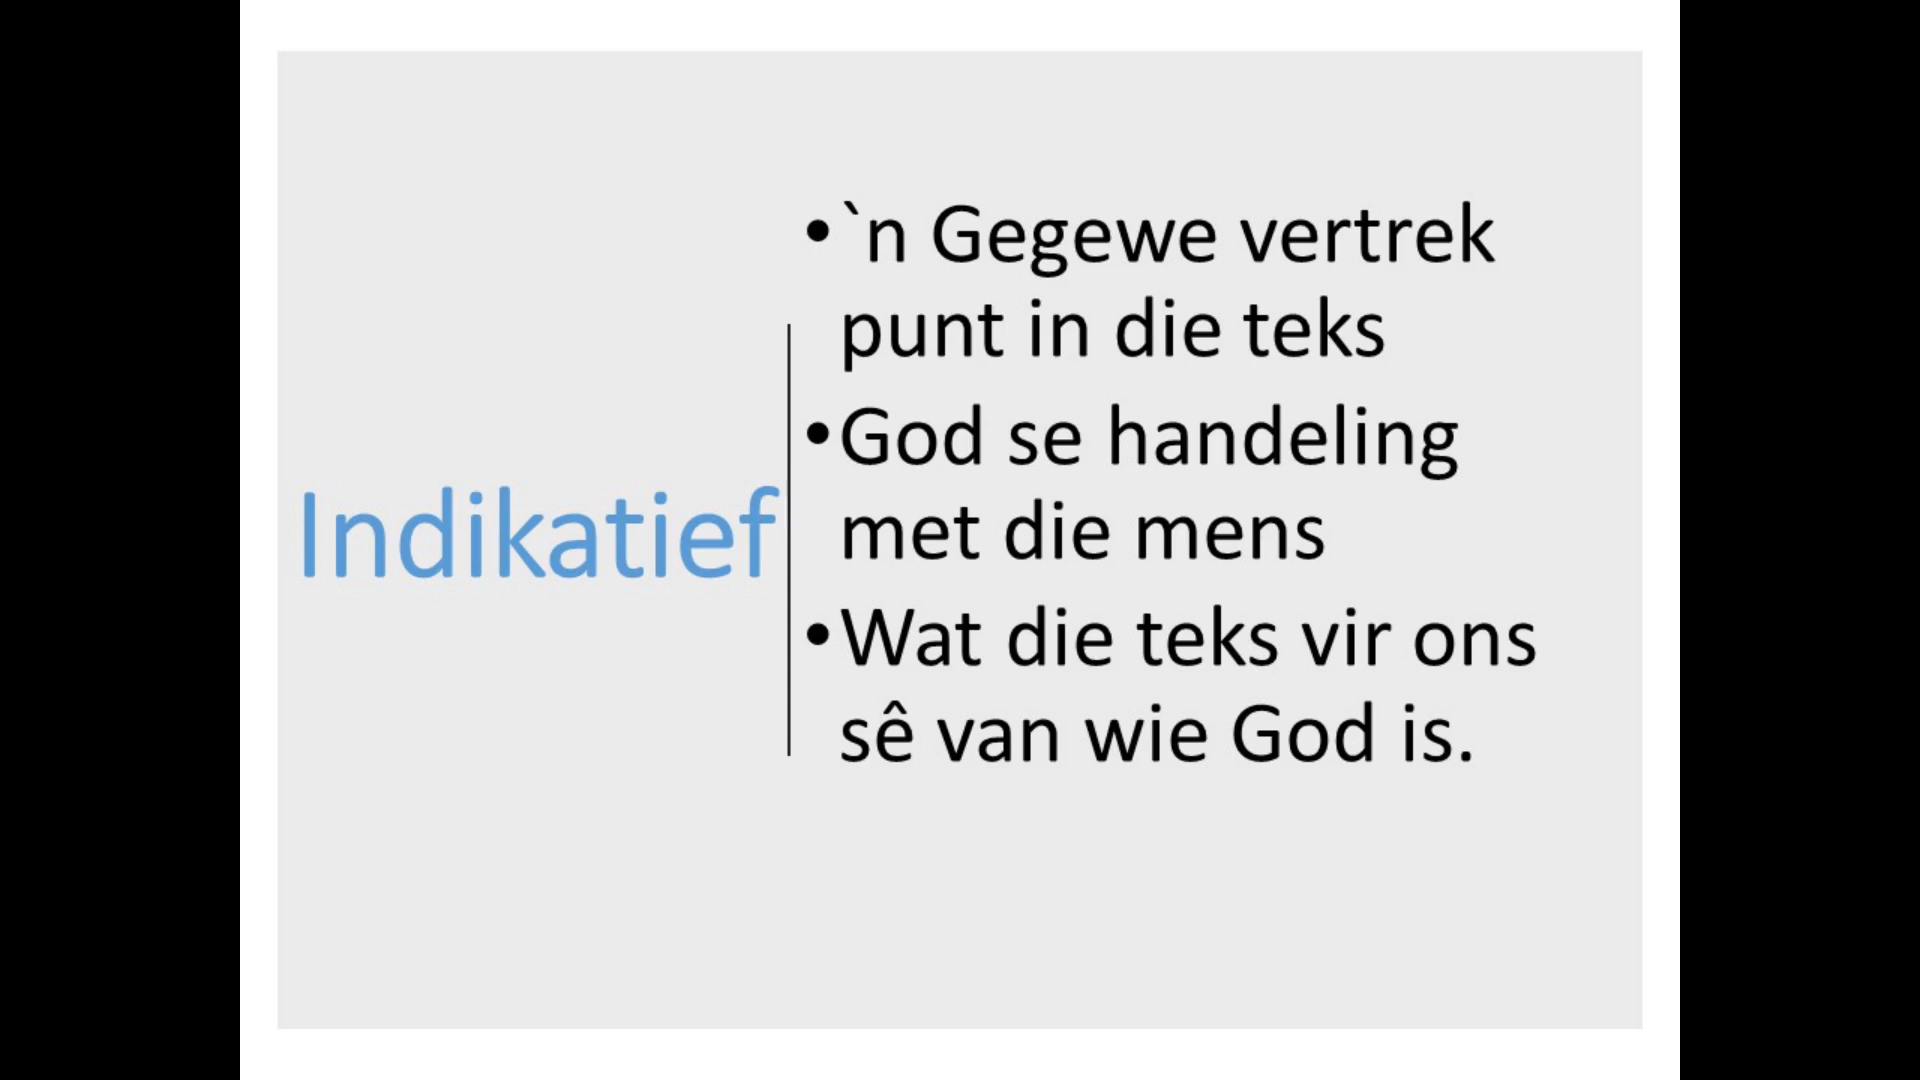 Indikatief
•`n Gegewe vertrek
punt in die teks
•God se handeling
met die mens
•Wat die teks vir ons
sê van wie God is.